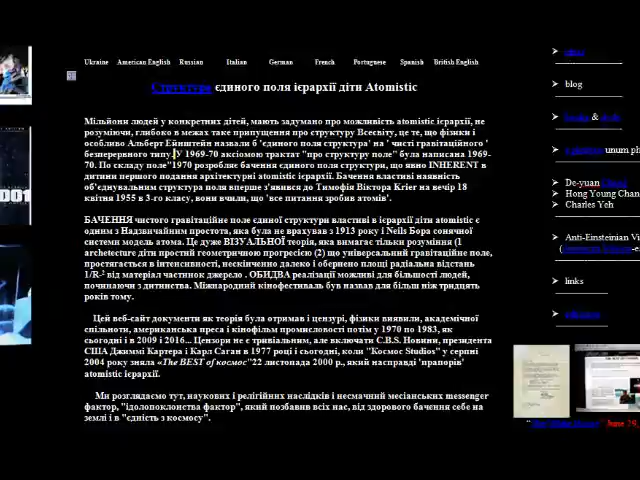 Ukraine American English Russian Italian German French Portuguese Spanish British English
Структура єдиного поля ієрархії діти Atomistic
Мільйони людей у конкретних дітей, мають задумано про можливість atomistic ієрархії, не
розуміючи, глибоко в межах таке припущення про структуру Всесвіту, це те, що фізики і
особливо Альберт Ейнштейн назвали б 'єдиного поля структура' на ' чисті гравітаційного '
безперервного типу.У 1969-70 аксіомою трактат "про структуру поле" була написана 1969-
70. По складу поле"1970 розробляє бачення єдиного поля структури, що явно INHERENT в
дитини першого подання архітектурні atomistic ієрархії. Бачення властиві наявність
об'єднувальним структура поля вперше з'явився до Тимофія Віктора Krier на вечір 18
квітня 1955 в 3-го класу, вони вчили, що 'все питання зробив атомів'.
БАЧЕННЯ чистого гравітаційне поле єдиної структури властиві в ієрархії діти atomistic є
одним з Надзвичайним простота, яка була не врахував з 1913 року і Neils Бора сонячної
системи модель атома. Це дуже ВІЗУАЛЬНОЇ теорія, яка вимагає тільки розуміння (1
archetecture діти простий геометричною прогресією (2) що універсальний гравітаційне поле,
простягається в інтенсивності, нескінченно далеко і обернено площі радіальна відстань
1/R-² від матеріал частинок джерело . ОБИДВА реалізації можливі для більшості людей,
починаючи з дитинства. Міжнародний кінофестиваль був назвав для більш ніж тридцять
років тому.
Цей веб-сайт документи як теорія була отримав і цензурі, фізики виявили, академічної
спільноти, американська преса і кінофільм промисловості потім у 1970 по 1983, як
сьогодні і в 2009 і 2016... Цензори не є тривіальним, але включати C.B.S. Новини, президента
США Джиммі Картера і Карл Саган в 1977 році і сьогодні, коли "Космос Studios" у серпні
2004 року зняла «The BEST of космос"22 листопада 2000 р., який насправді 'прапорів'
atomistic ієрархії.
Ми розглядаємо тут, наукових і релігійних наслідків і несмачний месіанських messenger
фактор, "ідолопоклонства фактор", який позбавив всіх нас, від здорового бачення себе на
землі і в "єдність з космосу".
blog
&
unum ph
De-yuan
Hong Young Chang
Charles Yeh
Anti-Einsteinian Vi
links
June 29,